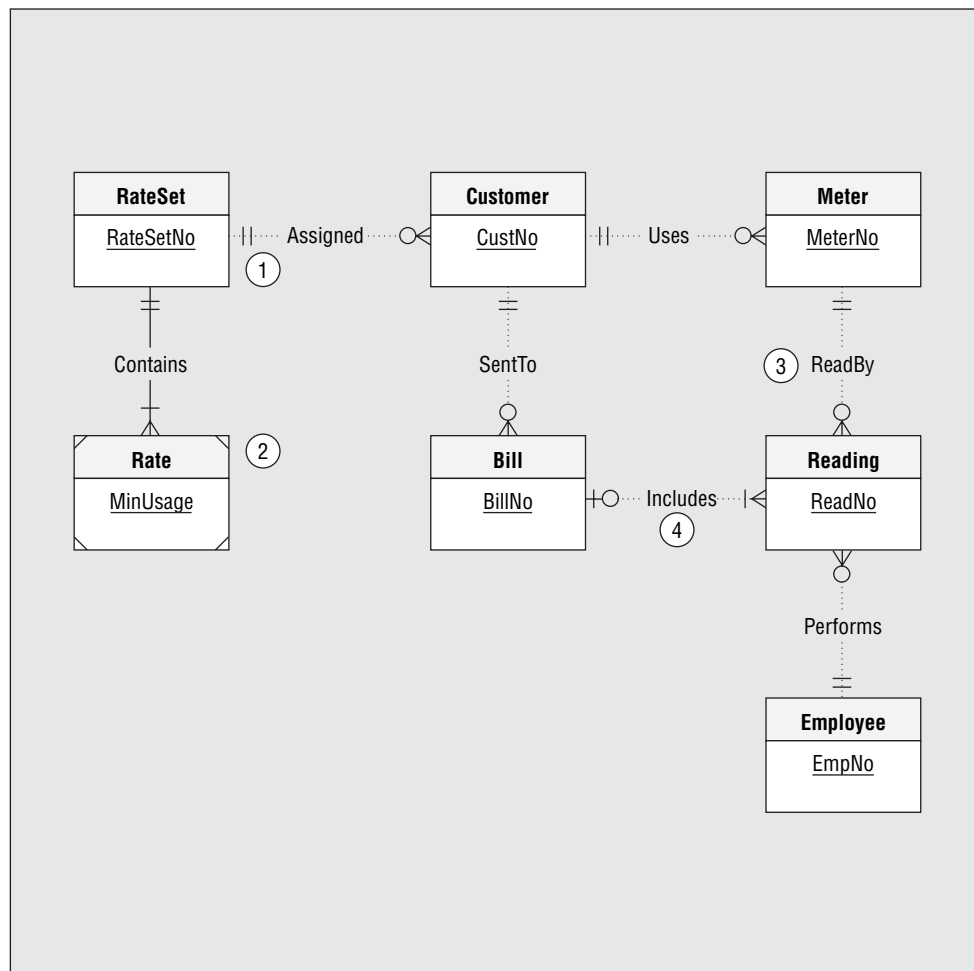 RateSet
RateSetNo
Assigned
Customer
CustNo
Uses
Meter
MeterNo
1
Contains
SentTo
3
ReadBy
Rate
MinUsage
2
Bill
BillNo
Includes
4
Reading
ReadNo
Performs
Employee
EmpNo